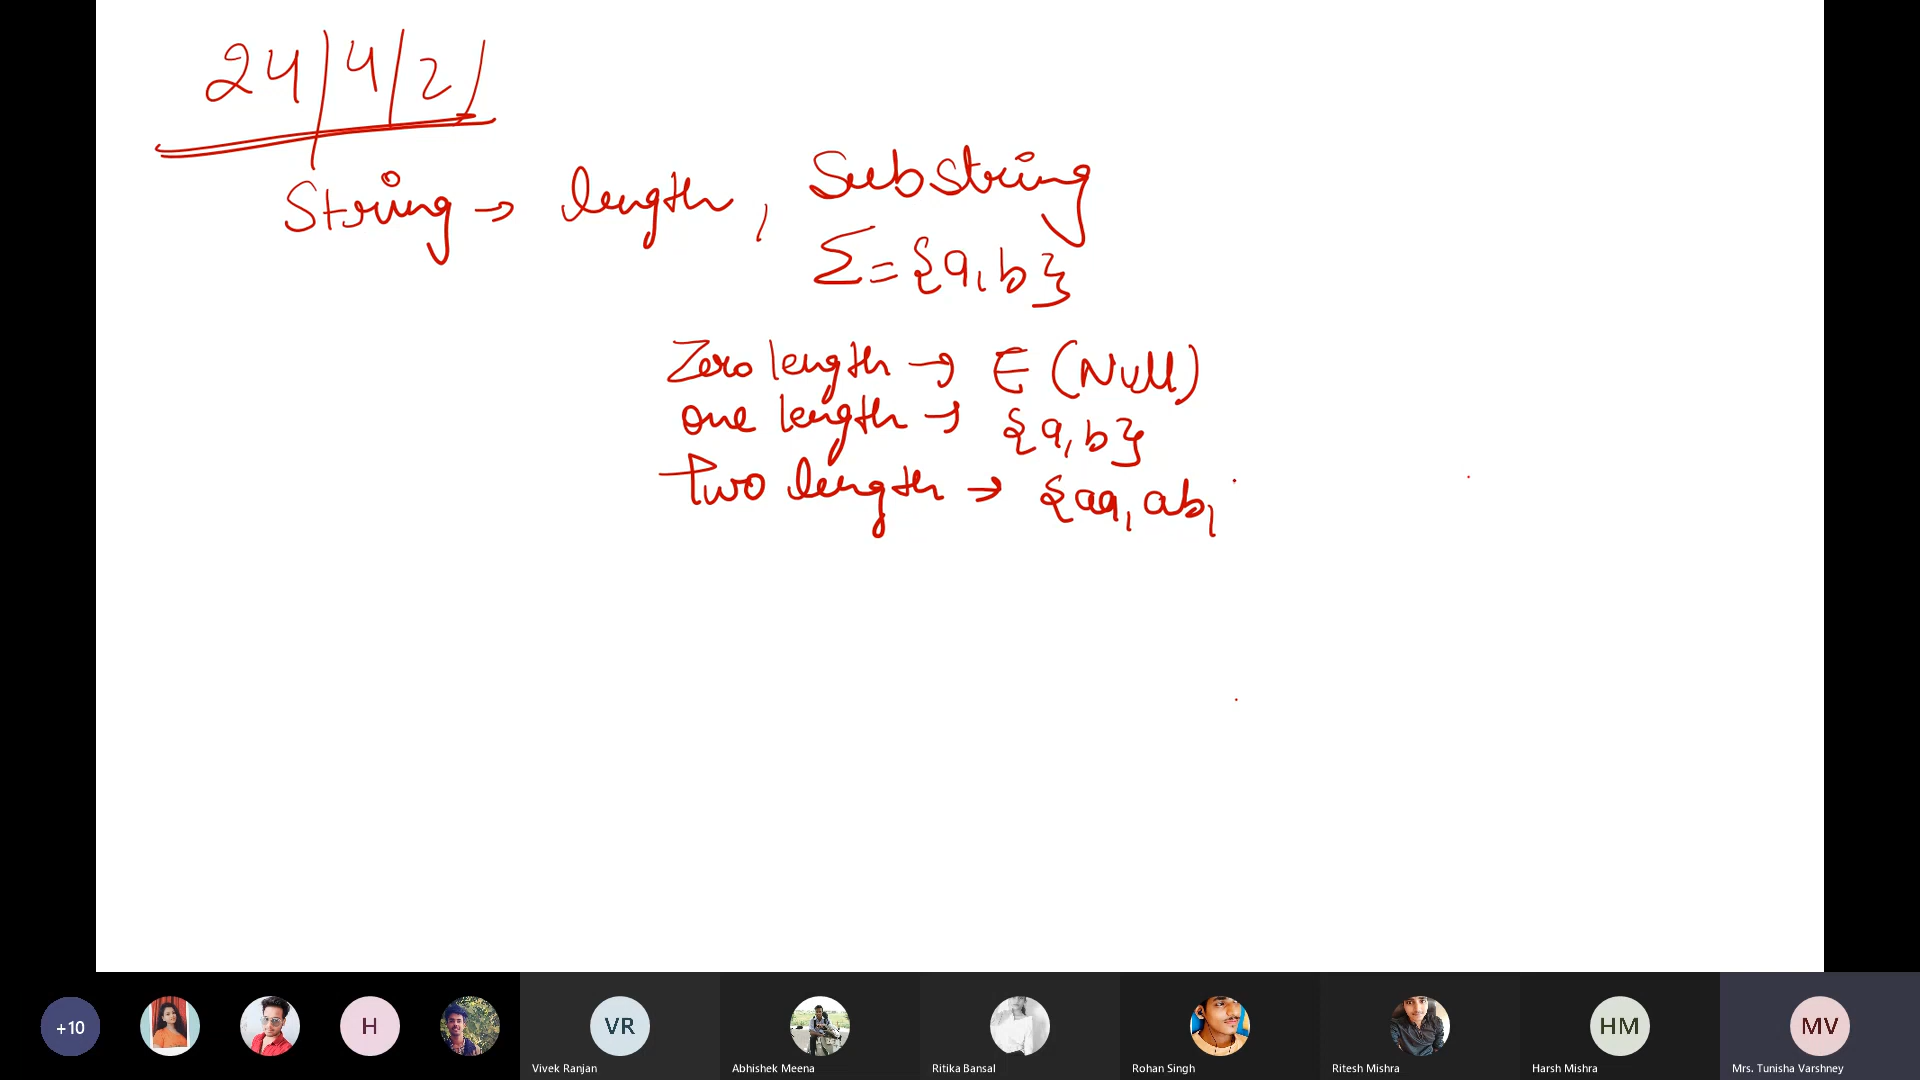 24/4/21
String → length, Substring
Σ = {a, b}
Zero length → ∈ (Null)
one length → {a, b}
Two length → {aa, ab,
+10
H
VR
HM
MV
Vivek Ranjan
Abhishek Meena
Ritika Bansal
Rohan Singh
Ritesh Mishra
Harsh Mishra
Mrs. Tunisha Varshney